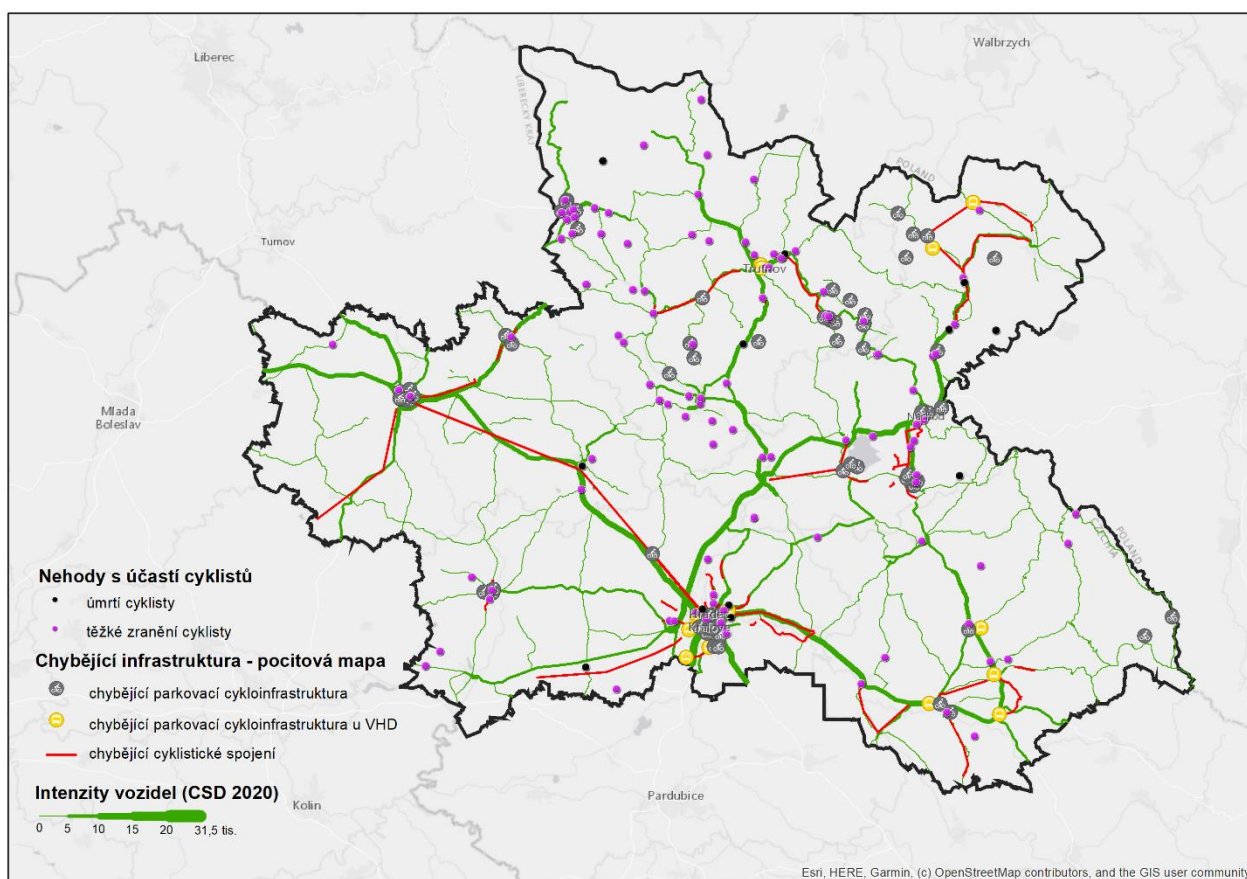 Liberec
Walbrzych
LIBERECKÝ KRAJ
POLAND
Turnov
Trutnov
Mlada
Boleslav
Náchod
POLAND
CZECHIA
Hradec
Králové
Nehody s účastí cyklistů
úmrtí cyklisty
těžké zranění cyklisty
Chybějící infrastruktura - pocitová mapa
chybějící parkovací cykloinfrastruktura
chybějící parkovací cykloinfrastruktura u VHD
chybějící cyklistické spojení
Intenzity vozidel (CSD 2020)
0 5 10 15 20 31,5 tis.
Kolin
Pardubice
Esri, HERE, Garmin, (c) OpenStreetMap contributors, and the GIS user community